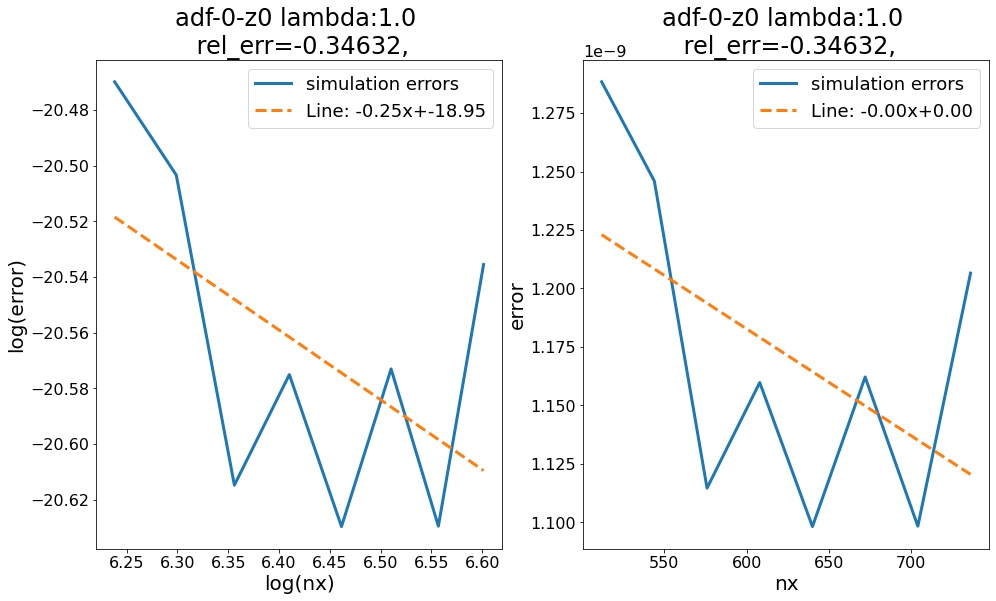 adf-0-z0 lambda:1.0
rel_err=-0.34632,
simulation errors
Line: -0.25x+-18.95
log(error)
−20.48
−20.50
−20.52
−20.54
−20.56
−20.58
−20.60
−20.62
6.25
6.30
6.35
6.40
6.45
6.50
6.55
6.60
log(nx)
adf-0-z0 lambda:1.0
rel_err=-0.34632,
1e−9
simulation errors
Line: -0.00x+0.00
error
1.275
1.250
1.225
1.200
1.175
1.150
1.125
1.100
550
600
650
700
nx